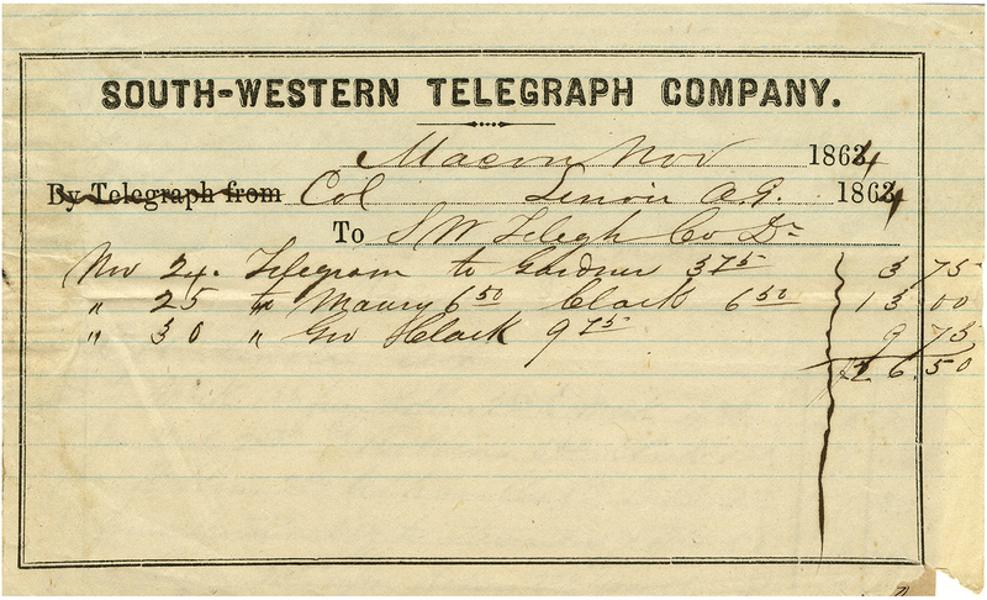 SOUTH-WESTERN TELEGRAPH COMPANY.
Macon Nov 1864
By Telegraph from Col Lenoir A.G. 1864
To S W Telegh Co Dr
Nov 24. Telegram to Gardner 3 75 3 75
" 25 to Maury 6 50 Clark 6 50 13 00
" 30 " Clark 9 75 9 75
26.50